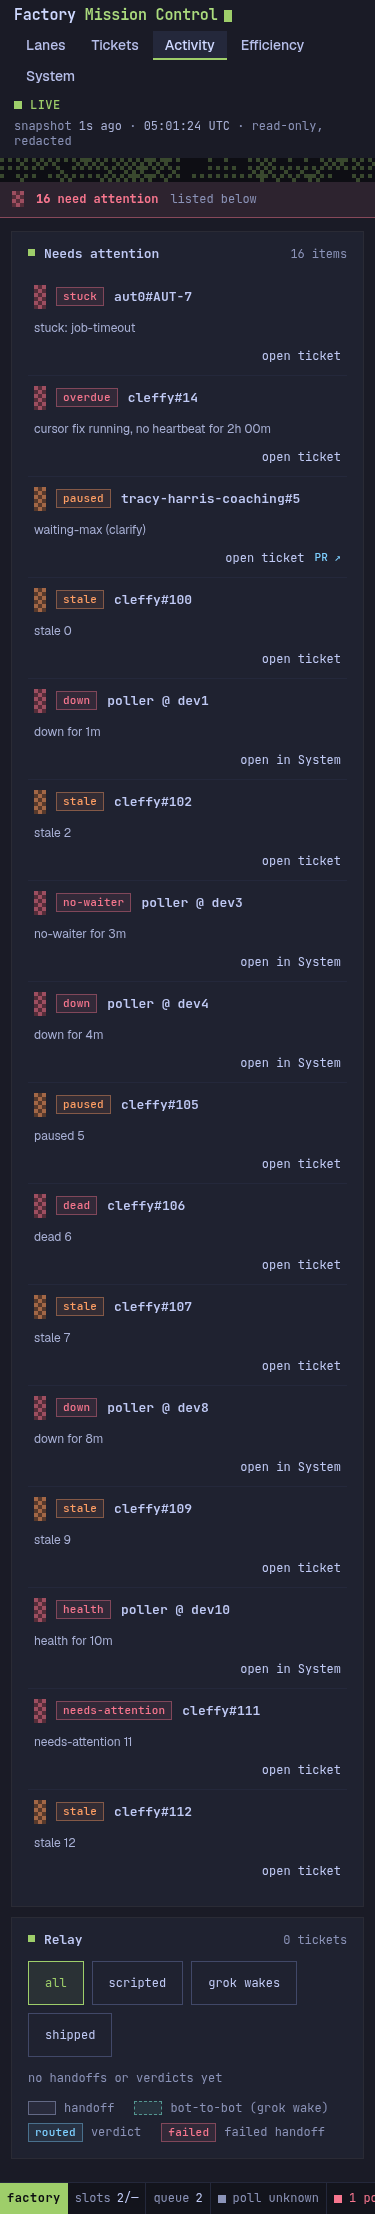 Factory Mission Control
Lanes Tickets Activity Efficiency
System
LIVE
snapshot 1s ago · 05:01:24 UTC · read-only,
redacted
16 need attention listed below
Needs attention 16 items
stuck aut0#AUT-7
stuck: job-timeout
open ticket
overdue cleffy#14
cursor fix running, no heartbeat for 2h 00m
open ticket
paused tracy-harris-coaching#5
waiting-max (clarify)
open ticket PR ↗
stale cleffy#100
stale 0
open ticket
down poller @ dev1
down for 1m
open in System
stale cleffy#102
stale 2
open ticket
no-waiter poller @ dev3
no-waiter for 3m
open in System
down poller @ dev4
down for 4m
open in System
paused cleffy#105
paused 5
open ticket
dead cleffy#106
dead 6
open ticket
stale cleffy#107
stale 7
open ticket
down poller @ dev8
down for 8m
open in System
stale cleffy#109
stale 9
open ticket
health poller @ dev10
health for 10m
open in System
needs-attention cleffy#111
needs-attention 11
open ticket
stale cleffy#112
stale 12
open ticket
Relay 0 tickets
all scripted grok wakes
shipped
no handoffs or verdicts yet
handoff bot-to-bot (grok wake)
routed verdict failed failed handoff
factory slots 2/— queue 2 poll unknown 1 po